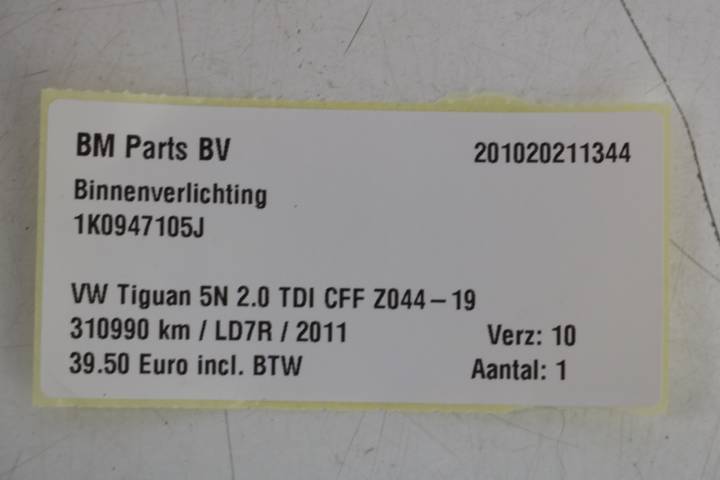 BM Parts BV 201020211344
Binnenverlichting
1K0947105J
VW Tiguan 5N 2.0 TDI CFF Z044-19
310990 km / LD7R / 2011 Verz: 10
39.50 Euro incl. BTW Aantal: 1